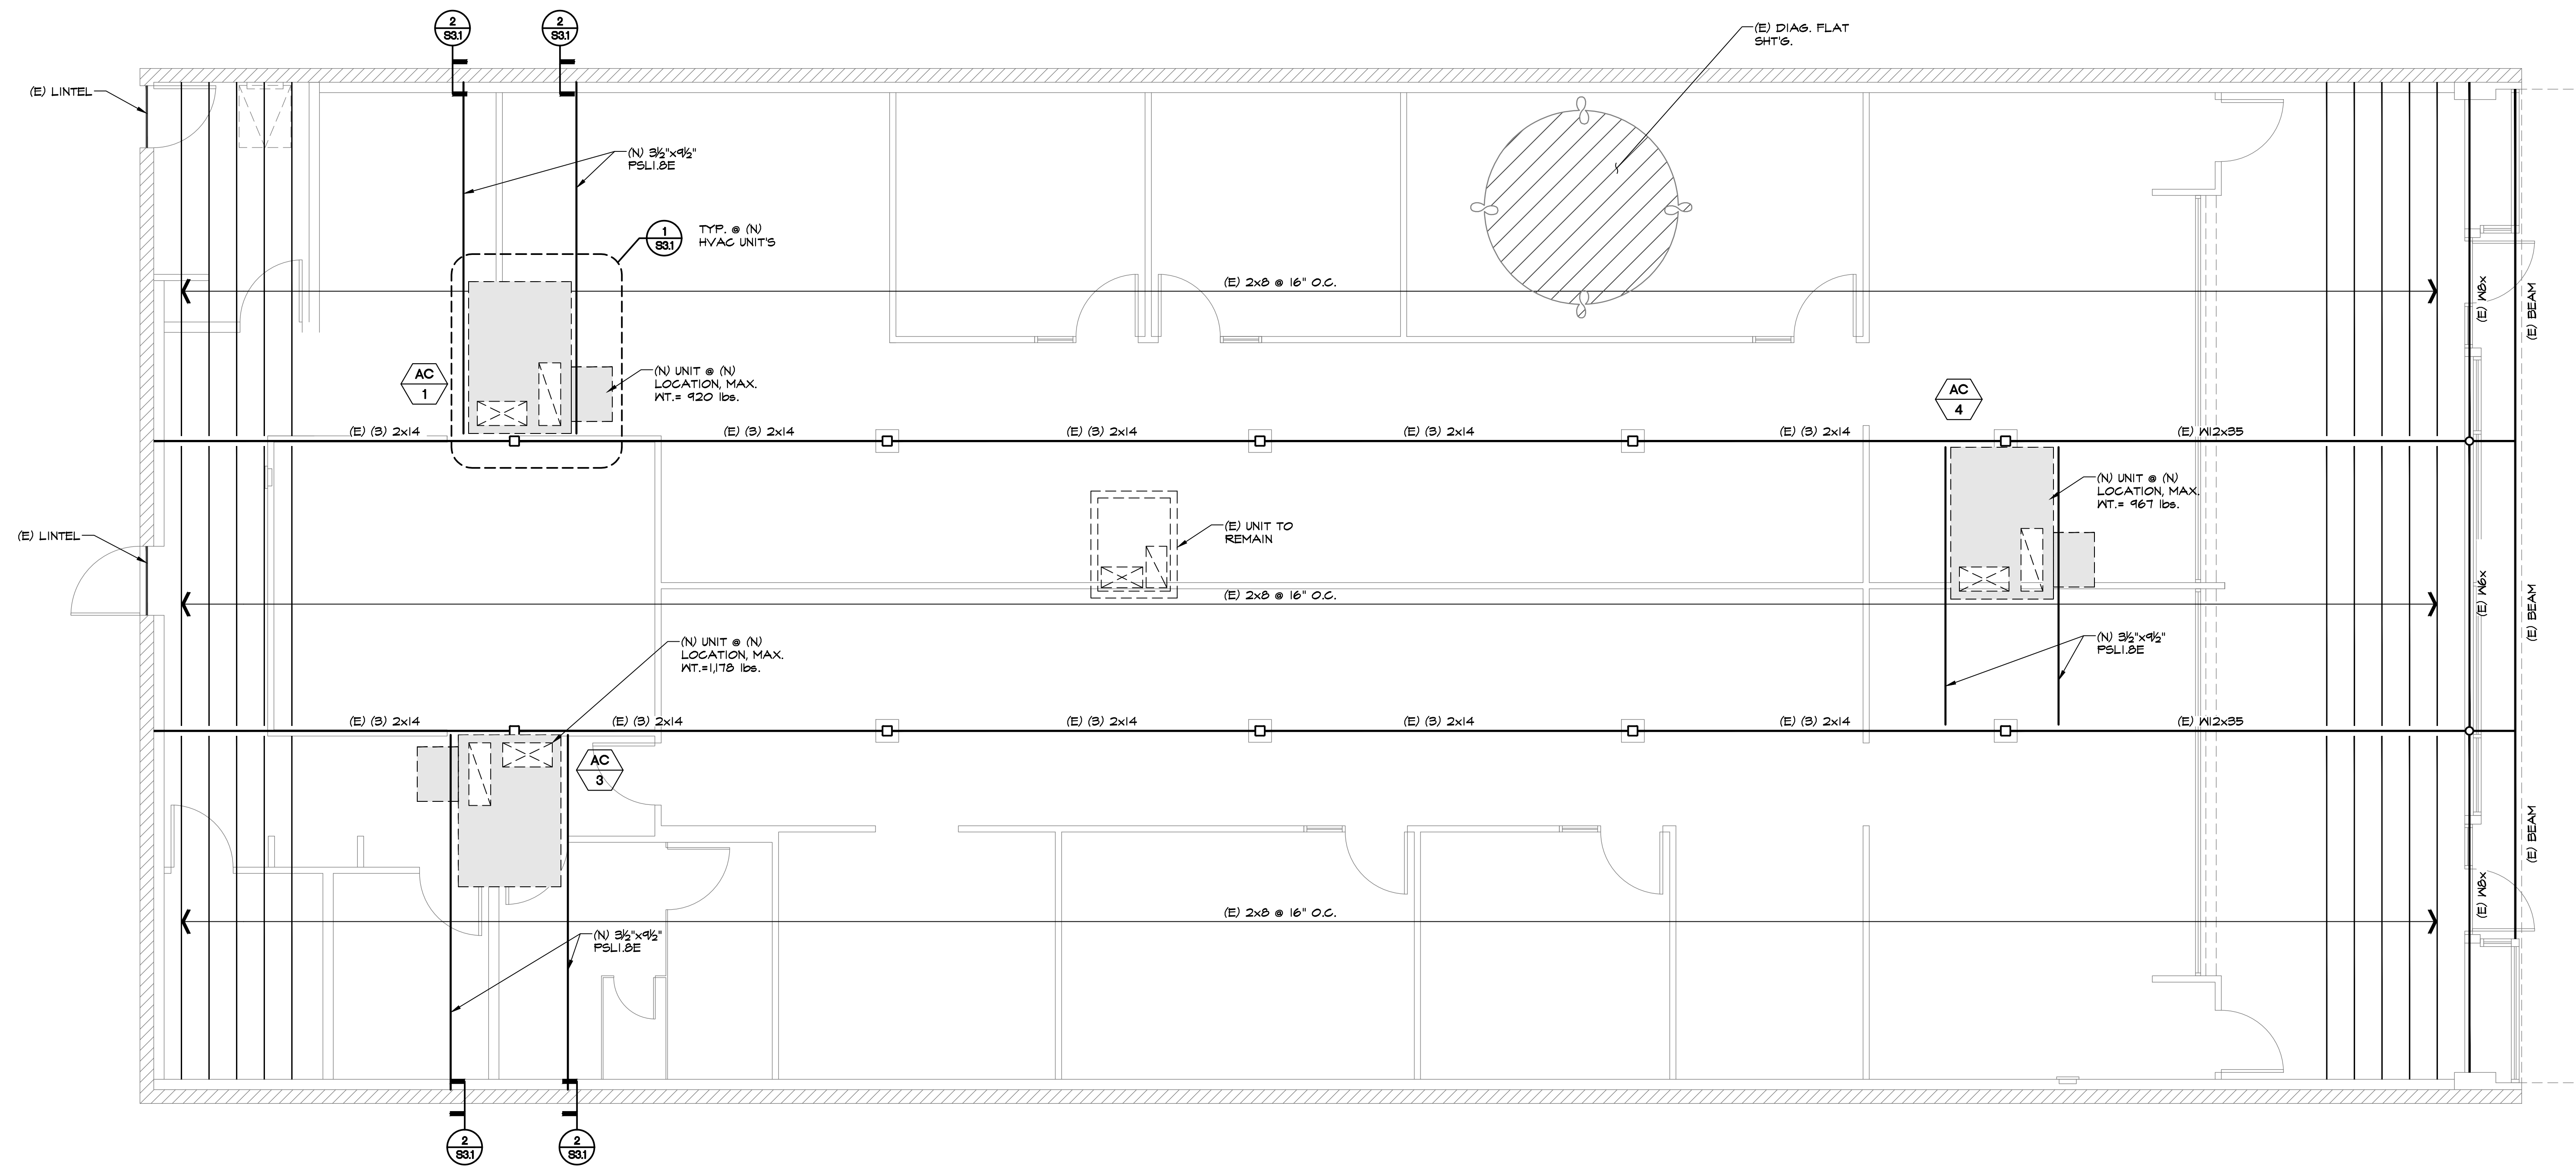 2
S3.1
2
S3.1
(E) DIAG. FLAT
SHT'G.
(E) LINTEL
(N) 3½"x9½"
PSL1.8E
1
S3.1
TYP. @ (N)
HVAC UNIT'S
(E) 2x8 @ 16" O.C.
(E) W8x
(E) BEAM
AC
1
(N) UNIT @ (N)
LOCATION, MAX.
WT.= 920 lbs.
AC
4
(E) (3) 2x14
(E) (3) 2x14
(E) (3) 2x14
(E) (3) 2x14
(E) (3) 2x14
(E) W12x35
(N) UNIT @ (N)
LOCATION, MAX.
WT.= 967 lbs.
(E) LINTEL
(E) UNIT TO
REMAIN
(E) 2x8 @ 16" O.C.
(E) W6x
(E) BEAM
(N) UNIT @ (N)
LOCATION, MAX.
WT.=1,178 lbs.
(N) 3½"x9½"
PSL1.8E
(E) (3) 2x14
(E) (3) 2x14
(E) (3) 2x14
(E) (3) 2x14
(E) (3) 2x14
(E) W12x35
AC
3
(E) BEAM
(E) W8x
(E) 2x8 @ 16" O.C.
(N) 3½"x9½"
PSL1.8E
2
S3.1
2
S3.1